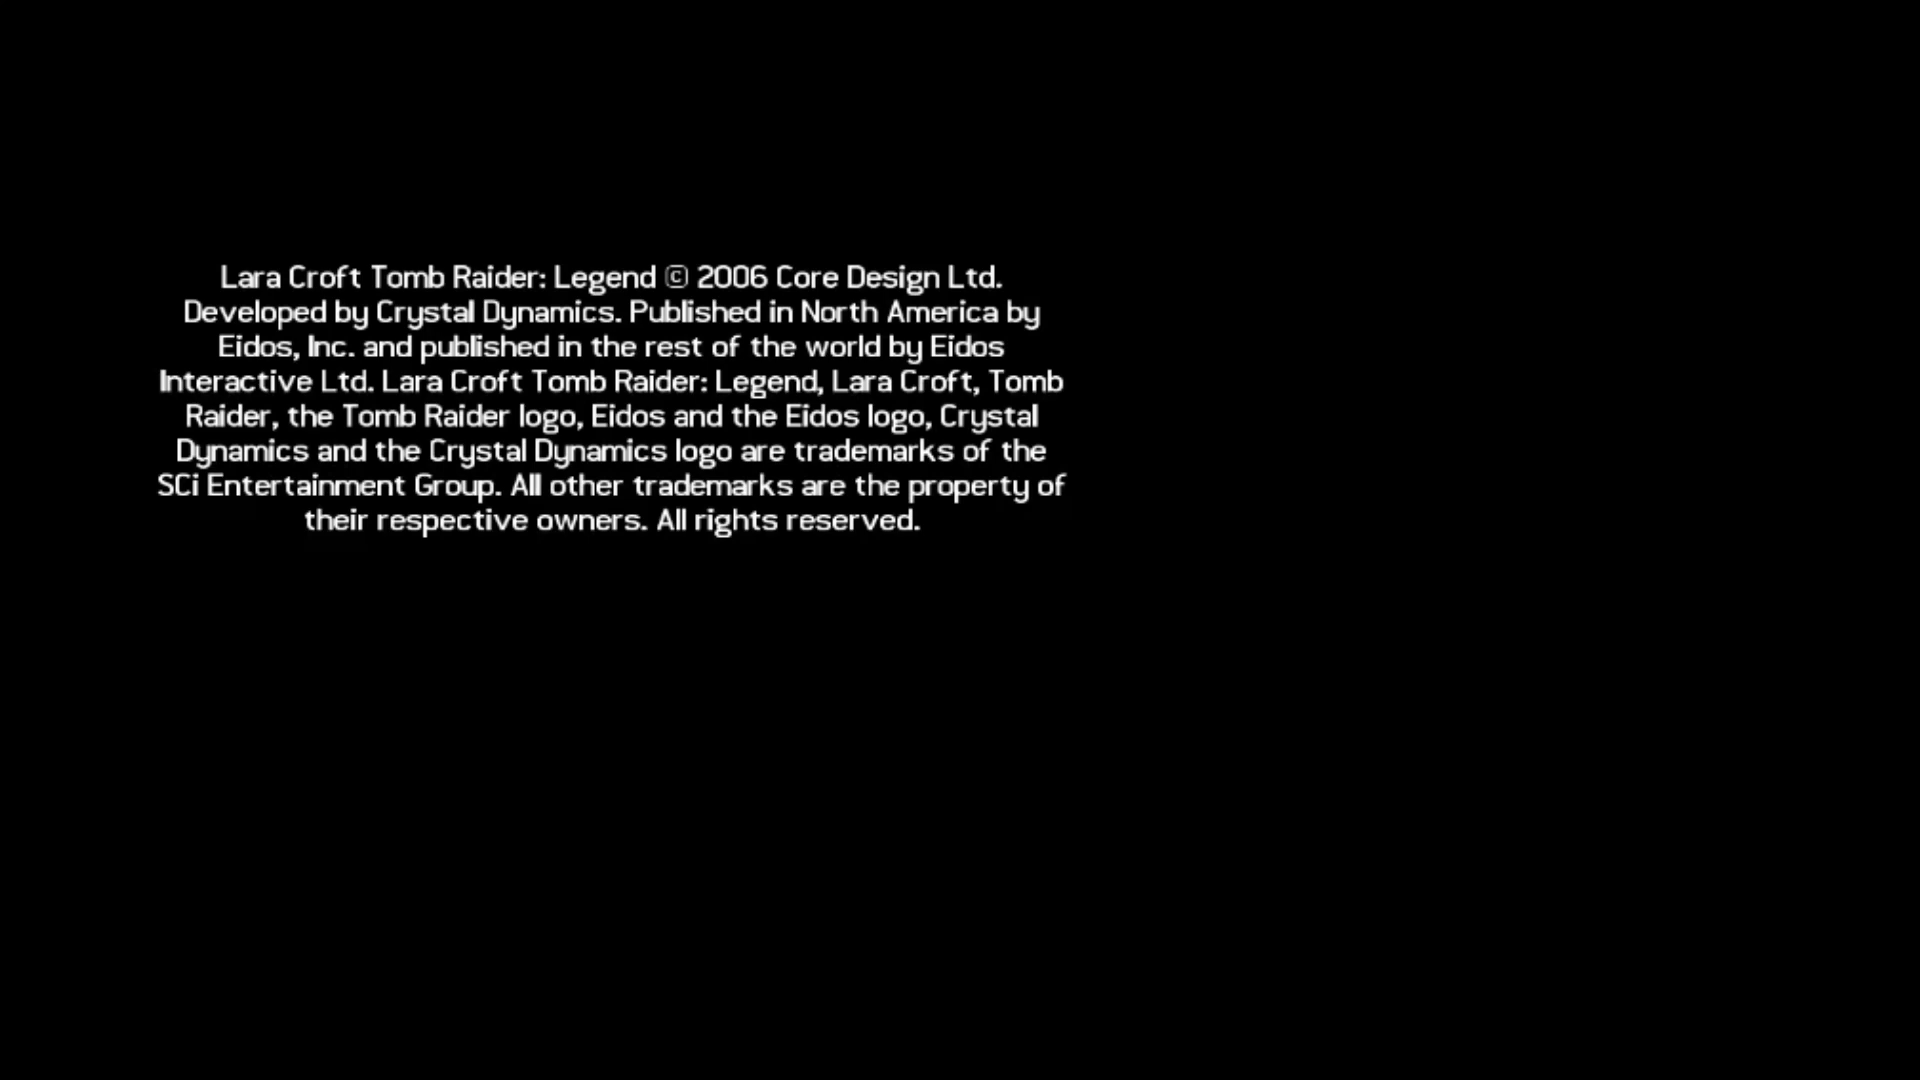 Lara Croft Tomb Raider: Legend © 2006 Core Design Ltd.
Developed by Crystal Dynamics. Published in North America by
Eidos, Inc. and published in the rest of the world by Eidos
Interactive Ltd. Lara Croft Tomb Raider: Legend, Lara Croft, Tomb
Raider, the Tomb Raider logo, Eidos and the Eidos logo, Crystal
Dynamics and the Crystal Dynamics logo are trademarks of the
SCi Entertainment Group. All other trademarks are the property of
their respective owners. All rights reserved.